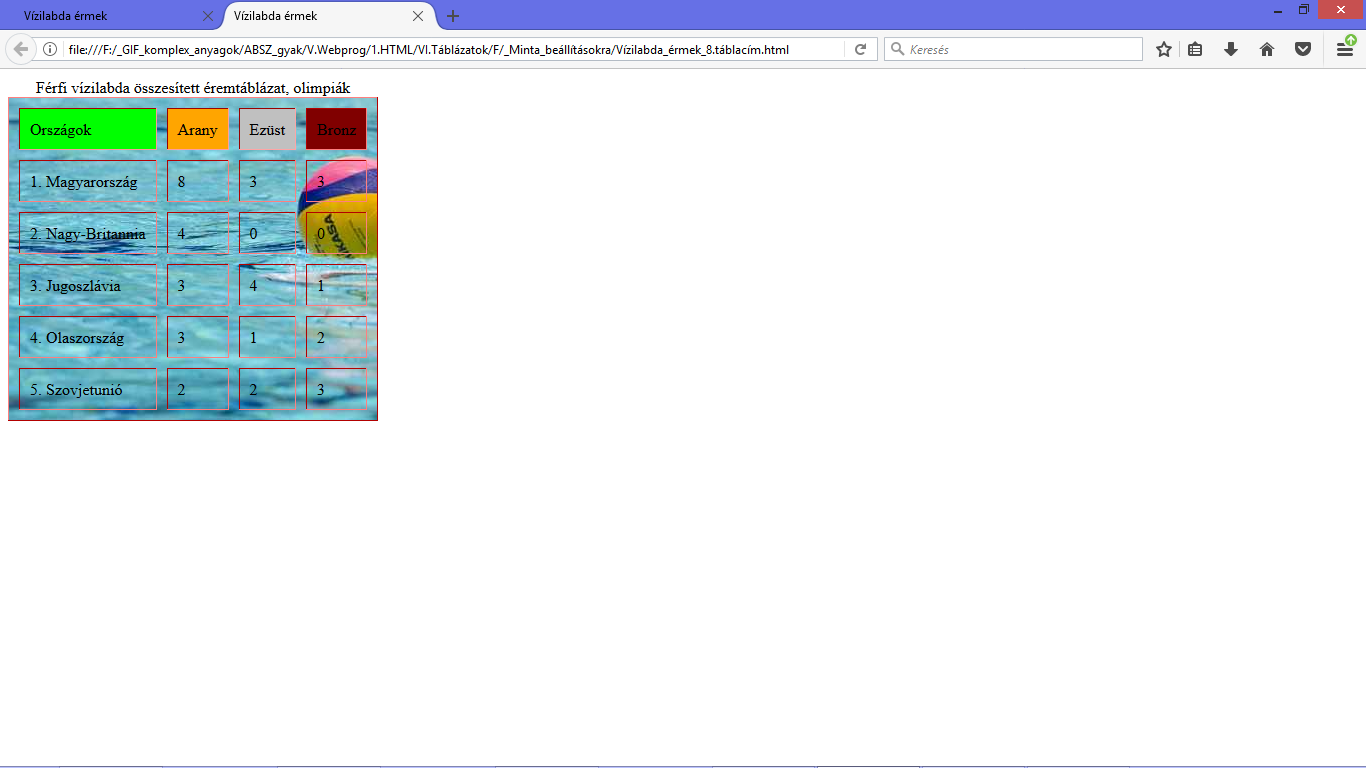 Vízilabda érmek
Vízilabda érmek
file:///F:/_GIF_komplex_anyagok/ABSZ_gyak/V.Webprog/1.HTML/VI.Táblázatok/F/_Minta_beállításokra/Vízilabda_érmek_8.táblacím.html
Keresés
Férfi vízilabda összesített éremtáblázat, olimpiák
Országok Arany Ezüst Bronz
1. Magyarország 8 3 3
2. Nagy-Britannia 4 0 0
3. Jugoszlávia 3 4 1
4. Olaszország 3 1 2
5. Szovjetunió 2 2 3